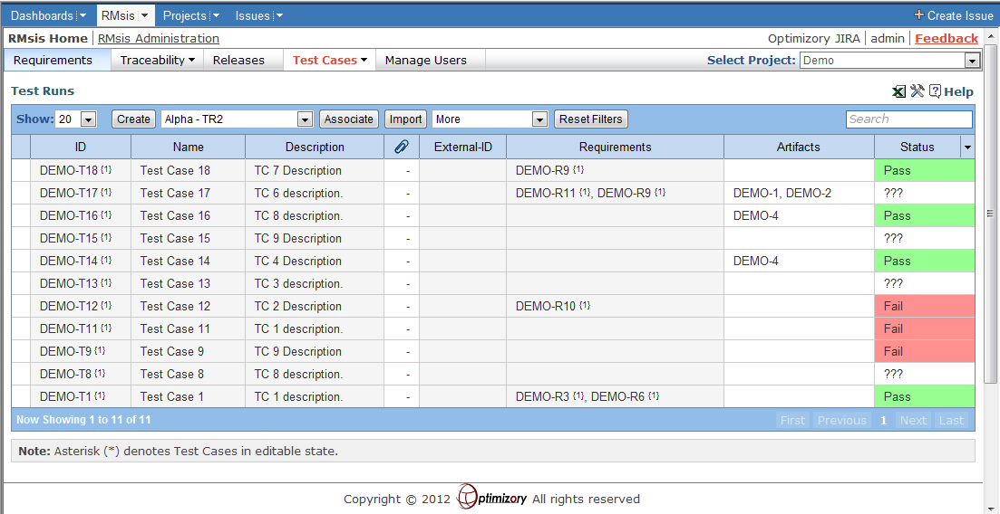 Dashboards RMsis Projects Issues + Create Issue
RMsis Home | RMsis Administration Optimizory JIRA | admin | Feedback
Requirements Traceability Releases Test Cases Manage Users Select Project: Demo
Test Runs Help
Show: 20 Create Alpha - TR2 Associate Import More Reset Filters Search
ID Name Description External-ID Requirements Artifacts Status
DEMO-T18 {1} Test Case 18 TC 7 Description - DEMO-R9 {1} Pass
DEMO-T17 {1} Test Case 17 TC 6 description. - DEMO-R11 {1}, DEMO-R9 {1} DEMO-1, DEMO-2 ???
DEMO-T16 {1} Test Case 16 TC 8 description. - DEMO-4 Pass
DEMO-T15 {1} Test Case 15 TC 9 Description - ???
DEMO-T14 {1} Test Case 14 TC 4 Description - DEMO-4 Pass
DEMO-T13 {1} Test Case 13 TC 3 description. - ???
DEMO-T12 {1} Test Case 12 TC 2 Description - DEMO-R10 {1} Fail
DEMO-T11 {1} Test Case 11 TC 1 description. - Fail
DEMO-T9 {1} Test Case 9 TC 9 Description - Fail
DEMO-T8 {1} Test Case 8 TC 8 description. - ???
DEMO-T1 {1} Test Case 1 TC 1 description. - DEMO-R3 {1}, DEMO-R6 {1} Pass
Now Showing 1 to 11 of 11 First Previous 1 Next Last
Note: Asterisk (*) denotes Test Cases in editable state.
Copyright © 2012 Optimizory All rights reserved